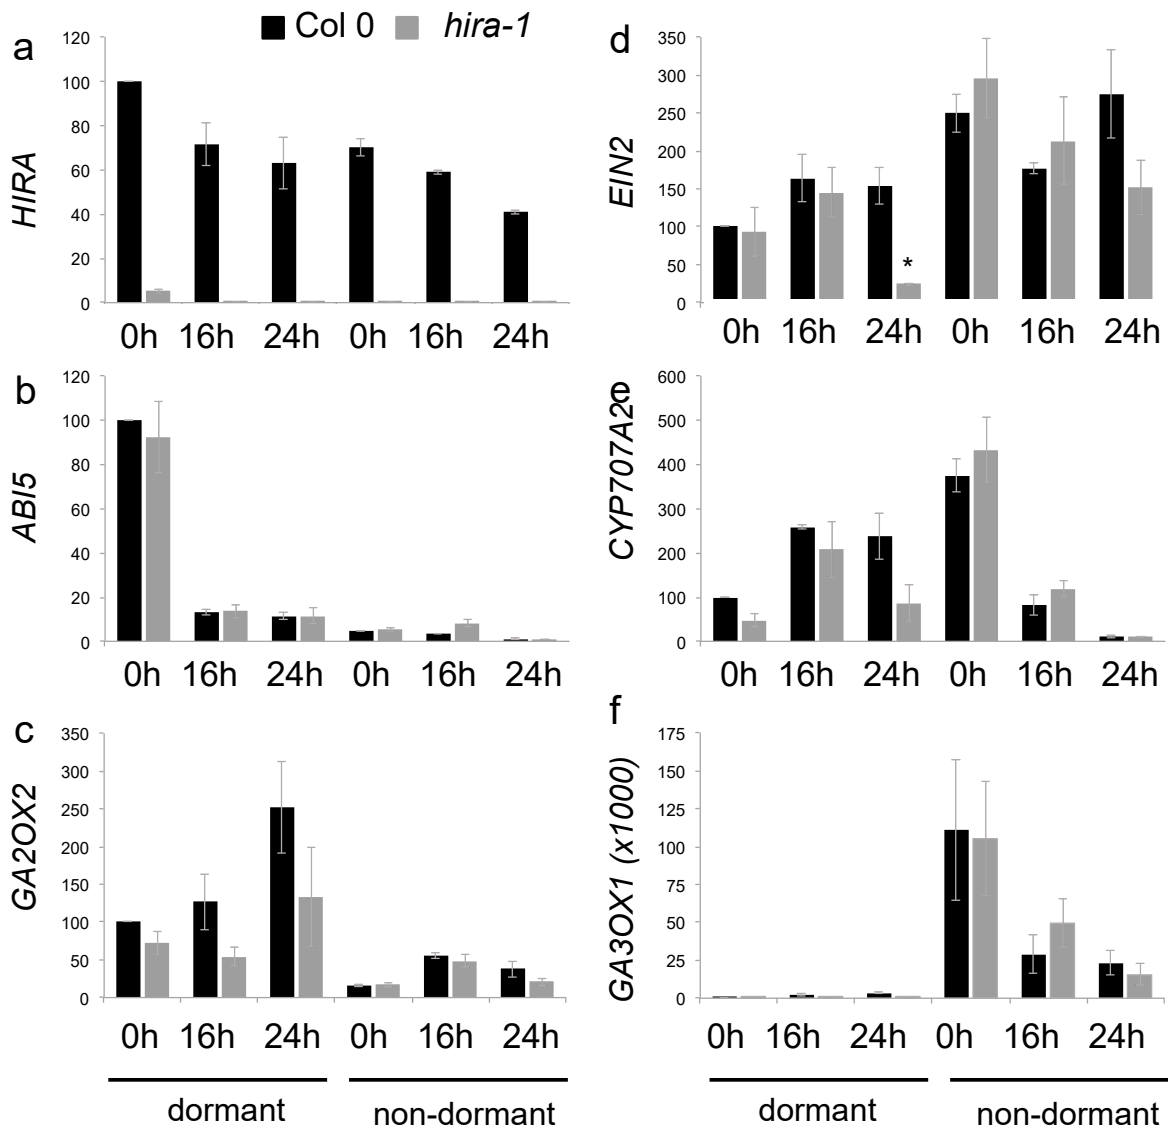 Col 0 hira-1
a
HIRA
120
100
80
60
40
20
0
0h 16h 24h 0h 16h 24h
b
ABI5
120
100
80
60
40
20
0
0h 16h 24h 0h 16h 24h
c
GA2OX2
350
300
250
200
150
100
50
0
0h 16h 24h 0h 16h 24h
dormant non-dormant
d
EIN2
350
300
250
200
150
100
50
0
*
0h 16h 24h 0h 16h 24h
e
CYP707A2
600
500
400
300
200
100
0
0h 16h 24h 0h 16h 24h
f
GA3OX1 (x1000)
175
150
125
100
75
50
25
0
0h 16h 24h 0h 16h 24h
dormant non-dormant